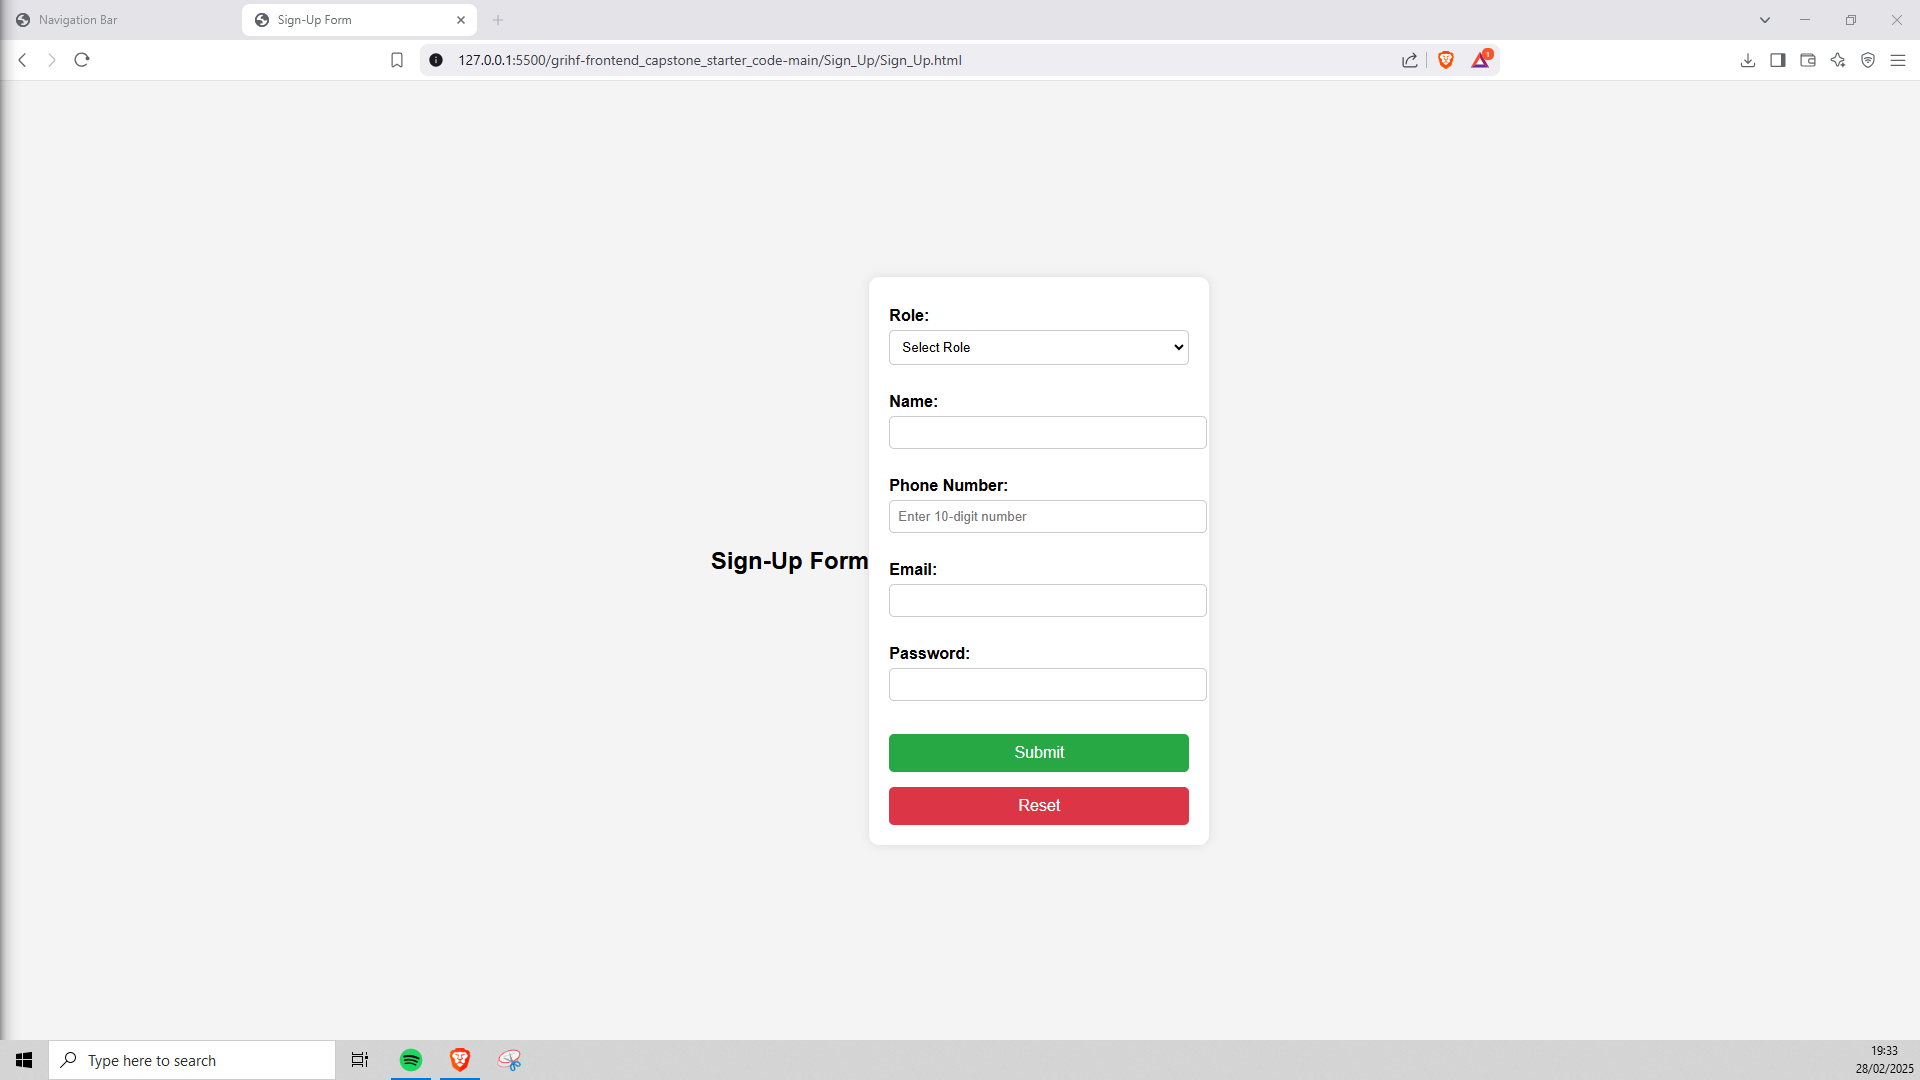 Navigation Bar
Sign-Up Form
127.0.0.1:5500/grihf-frontend_capstone_starter_code-main/Sign_Up/Sign_Up.html
1
Sign-Up Form
Role:
Select Role
Name:
Phone Number:
Enter 10-digit number
Email:
Password:
Submit
Reset
Type here to search
19:33
28/02/2025